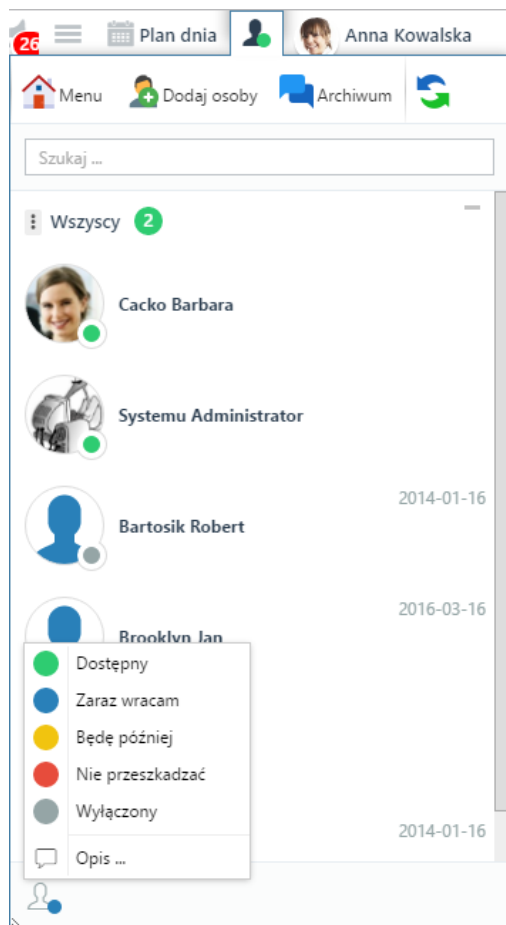 26
Plan dnia
Anna Kowalska
Menu
Dodaj osoby
Archiwum
Szukaj ...
Wszyscy 2
Cacko Barbara
Systemu Administrator
2014-01-16
Bartosik Robert
2016-03-16
Brooklyn Jan
Dostępny
Zaraz wracam
Będę później
Nie przeszkadzać
Wyłączony
2014-01-16
Opis ...